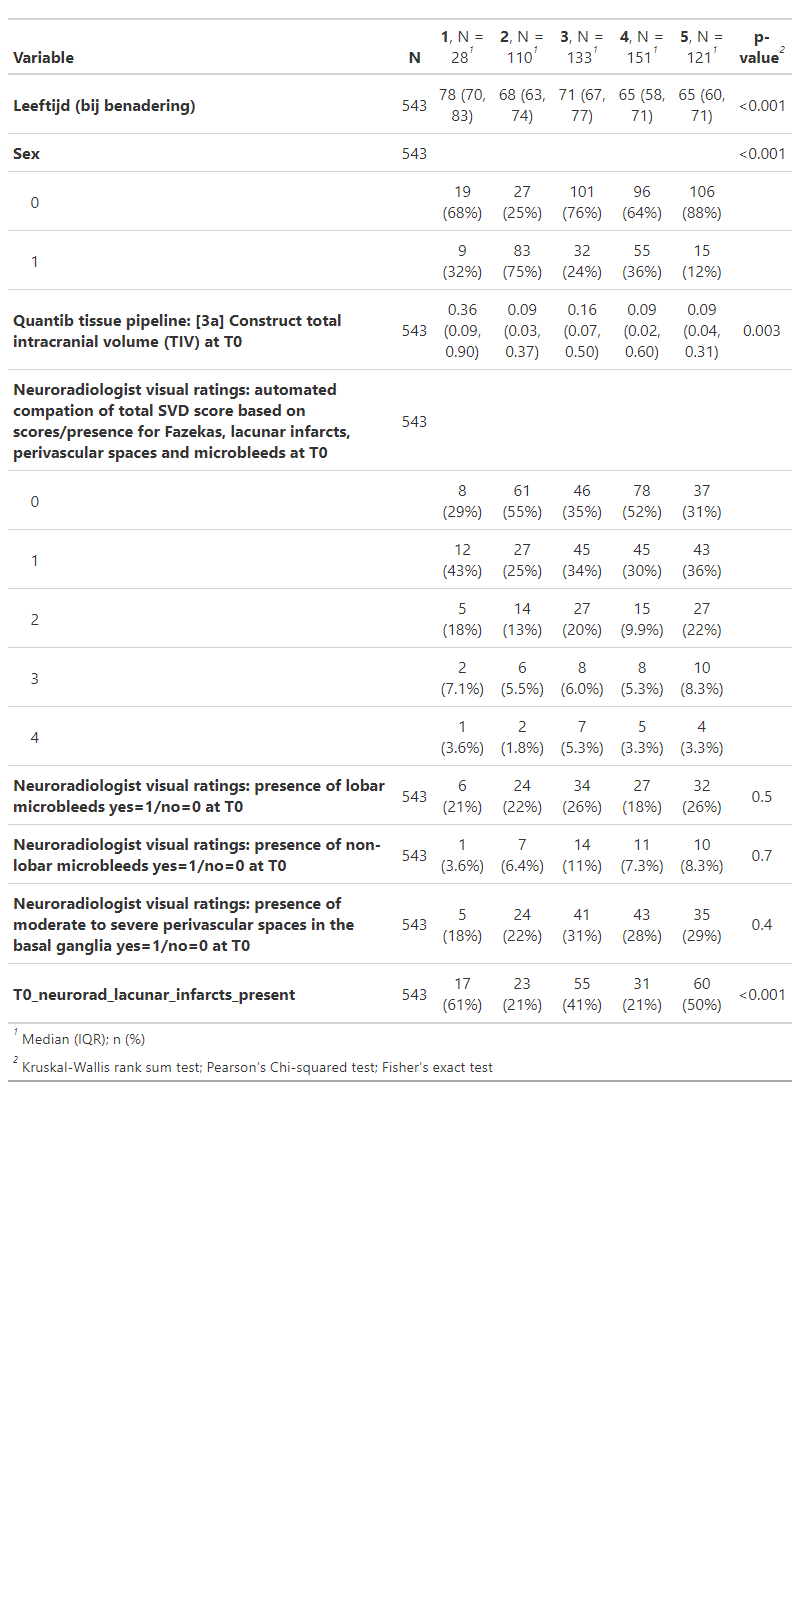 Variable N 1, N = 28¹ 2, N = 110¹ 3, N = 133¹ 4, N = 151¹ 5, N = 121¹ p-value²
Leeftijd (bij benadering) 543 78 (70, 83) 68 (63, 74) 71 (67, 77) 65 (58, 71) 65 (60, 71) <0.001
Sex 543 <0.001
0 19 (68%) 27 (25%) 101 (76%) 96 (64%) 106 (88%)
1 9 (32%) 83 (75%) 32 (24%) 55 (36%) 15 (12%)
Quantib tissue pipeline: [3a] Construct total
intracranial volume (TIV) at T0 543 0.36 (0.09, 0.90) 0.09 (0.03, 0.37) 0.16 (0.07, 0.50) 0.09 (0.02, 0.60) 0.09 (0.04, 0.31) 0.003
Neuroradiologist visual ratings: automated
compation of total SVD score based on
scores/presence for Fazekas, lacunar infarcts,
perivascular spaces and microbleeds at T0 543
0 8 (29%) 61 (55%) 46 (35%) 78 (52%) 37 (31%)
1 12 (43%) 27 (25%) 45 (34%) 45 (30%) 43 (36%)
2 5 (18%) 14 (13%) 27 (20%) 15 (9.9%) 27 (22%)
3 2 (7.1%) 6 (5.5%) 8 (6.0%) 8 (5.3%) 10 (8.3%)
4 1 (3.6%) 2 (1.8%) 7 (5.3%) 5 (3.3%) 4 (3.3%)
Neuroradiologist visual ratings: presence of lobar
microbleeds yes=1/no=0 at T0 543 6 (21%) 24 (22%) 34 (26%) 27 (18%) 32 (26%) 0.5
Neuroradiologist visual ratings: presence of non-
lobar microbleeds yes=1/no=0 at T0 543 1 (3.6%) 7 (6.4%) 14 (11%) 11 (7.3%) 10 (8.3%) 0.7
Neuroradiologist visual ratings: presence of
moderate to severe perivascular spaces in the
basal ganglia yes=1/no=0 at T0 543 5 (18%) 24 (22%) 41 (31%) 43 (28%) 35 (29%) 0.4
T0_neurorad_lacunar_infarcts_present 543 17 (61%) 23 (21%) 55 (41%) 31 (21%) 60 (50%) <0.001
¹ Median (IQR); n (%)
² Kruskal-Wallis rank sum test; Pearson's Chi-squared test; Fisher's exact test